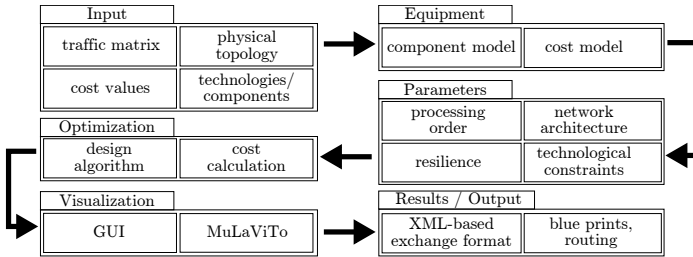 Input
traffic matrix
physical
topology
cost values
technologies/
components
Equipment
component model
cost model
Parameters
processing
order
network
architecture
resilience
technological
constraints
Optimization
design
algorithm
cost
calculation
Visualization
GUI
MuLaViTo
Results / Output
XML-based
exchange format
blue prints,
routing